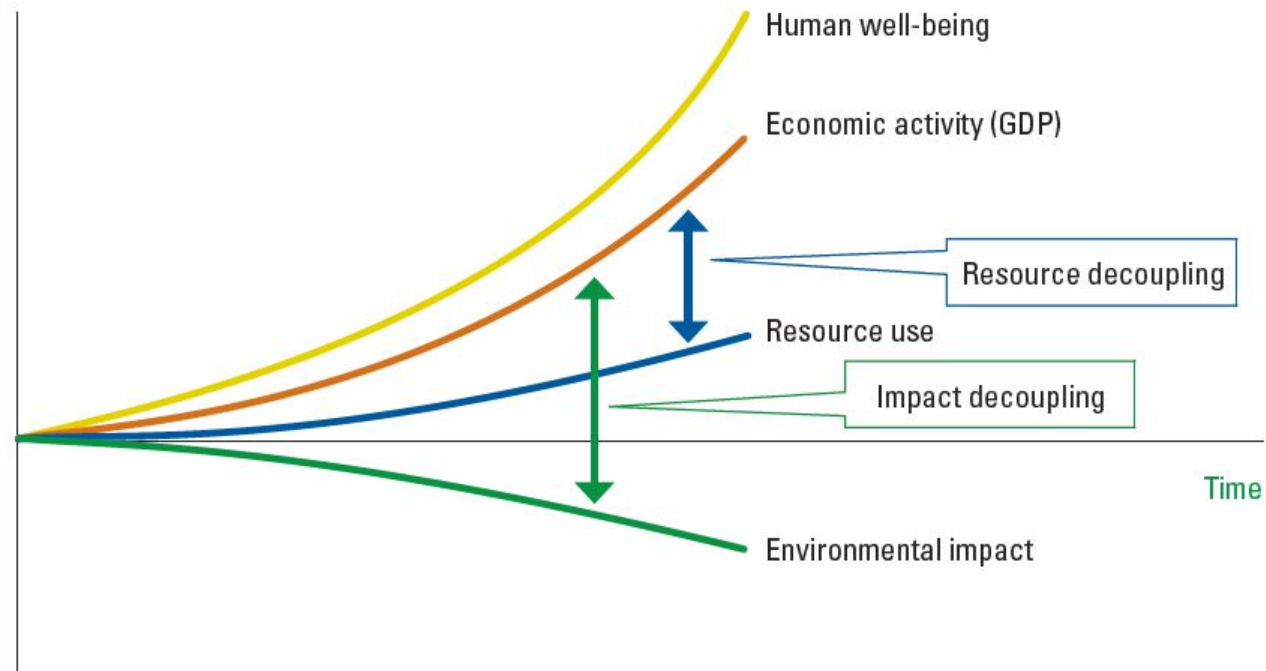 Human well-being
Economic activity (GDP)
Resource decoupling
Resource use
Impact decoupling
Time
Environmental impact